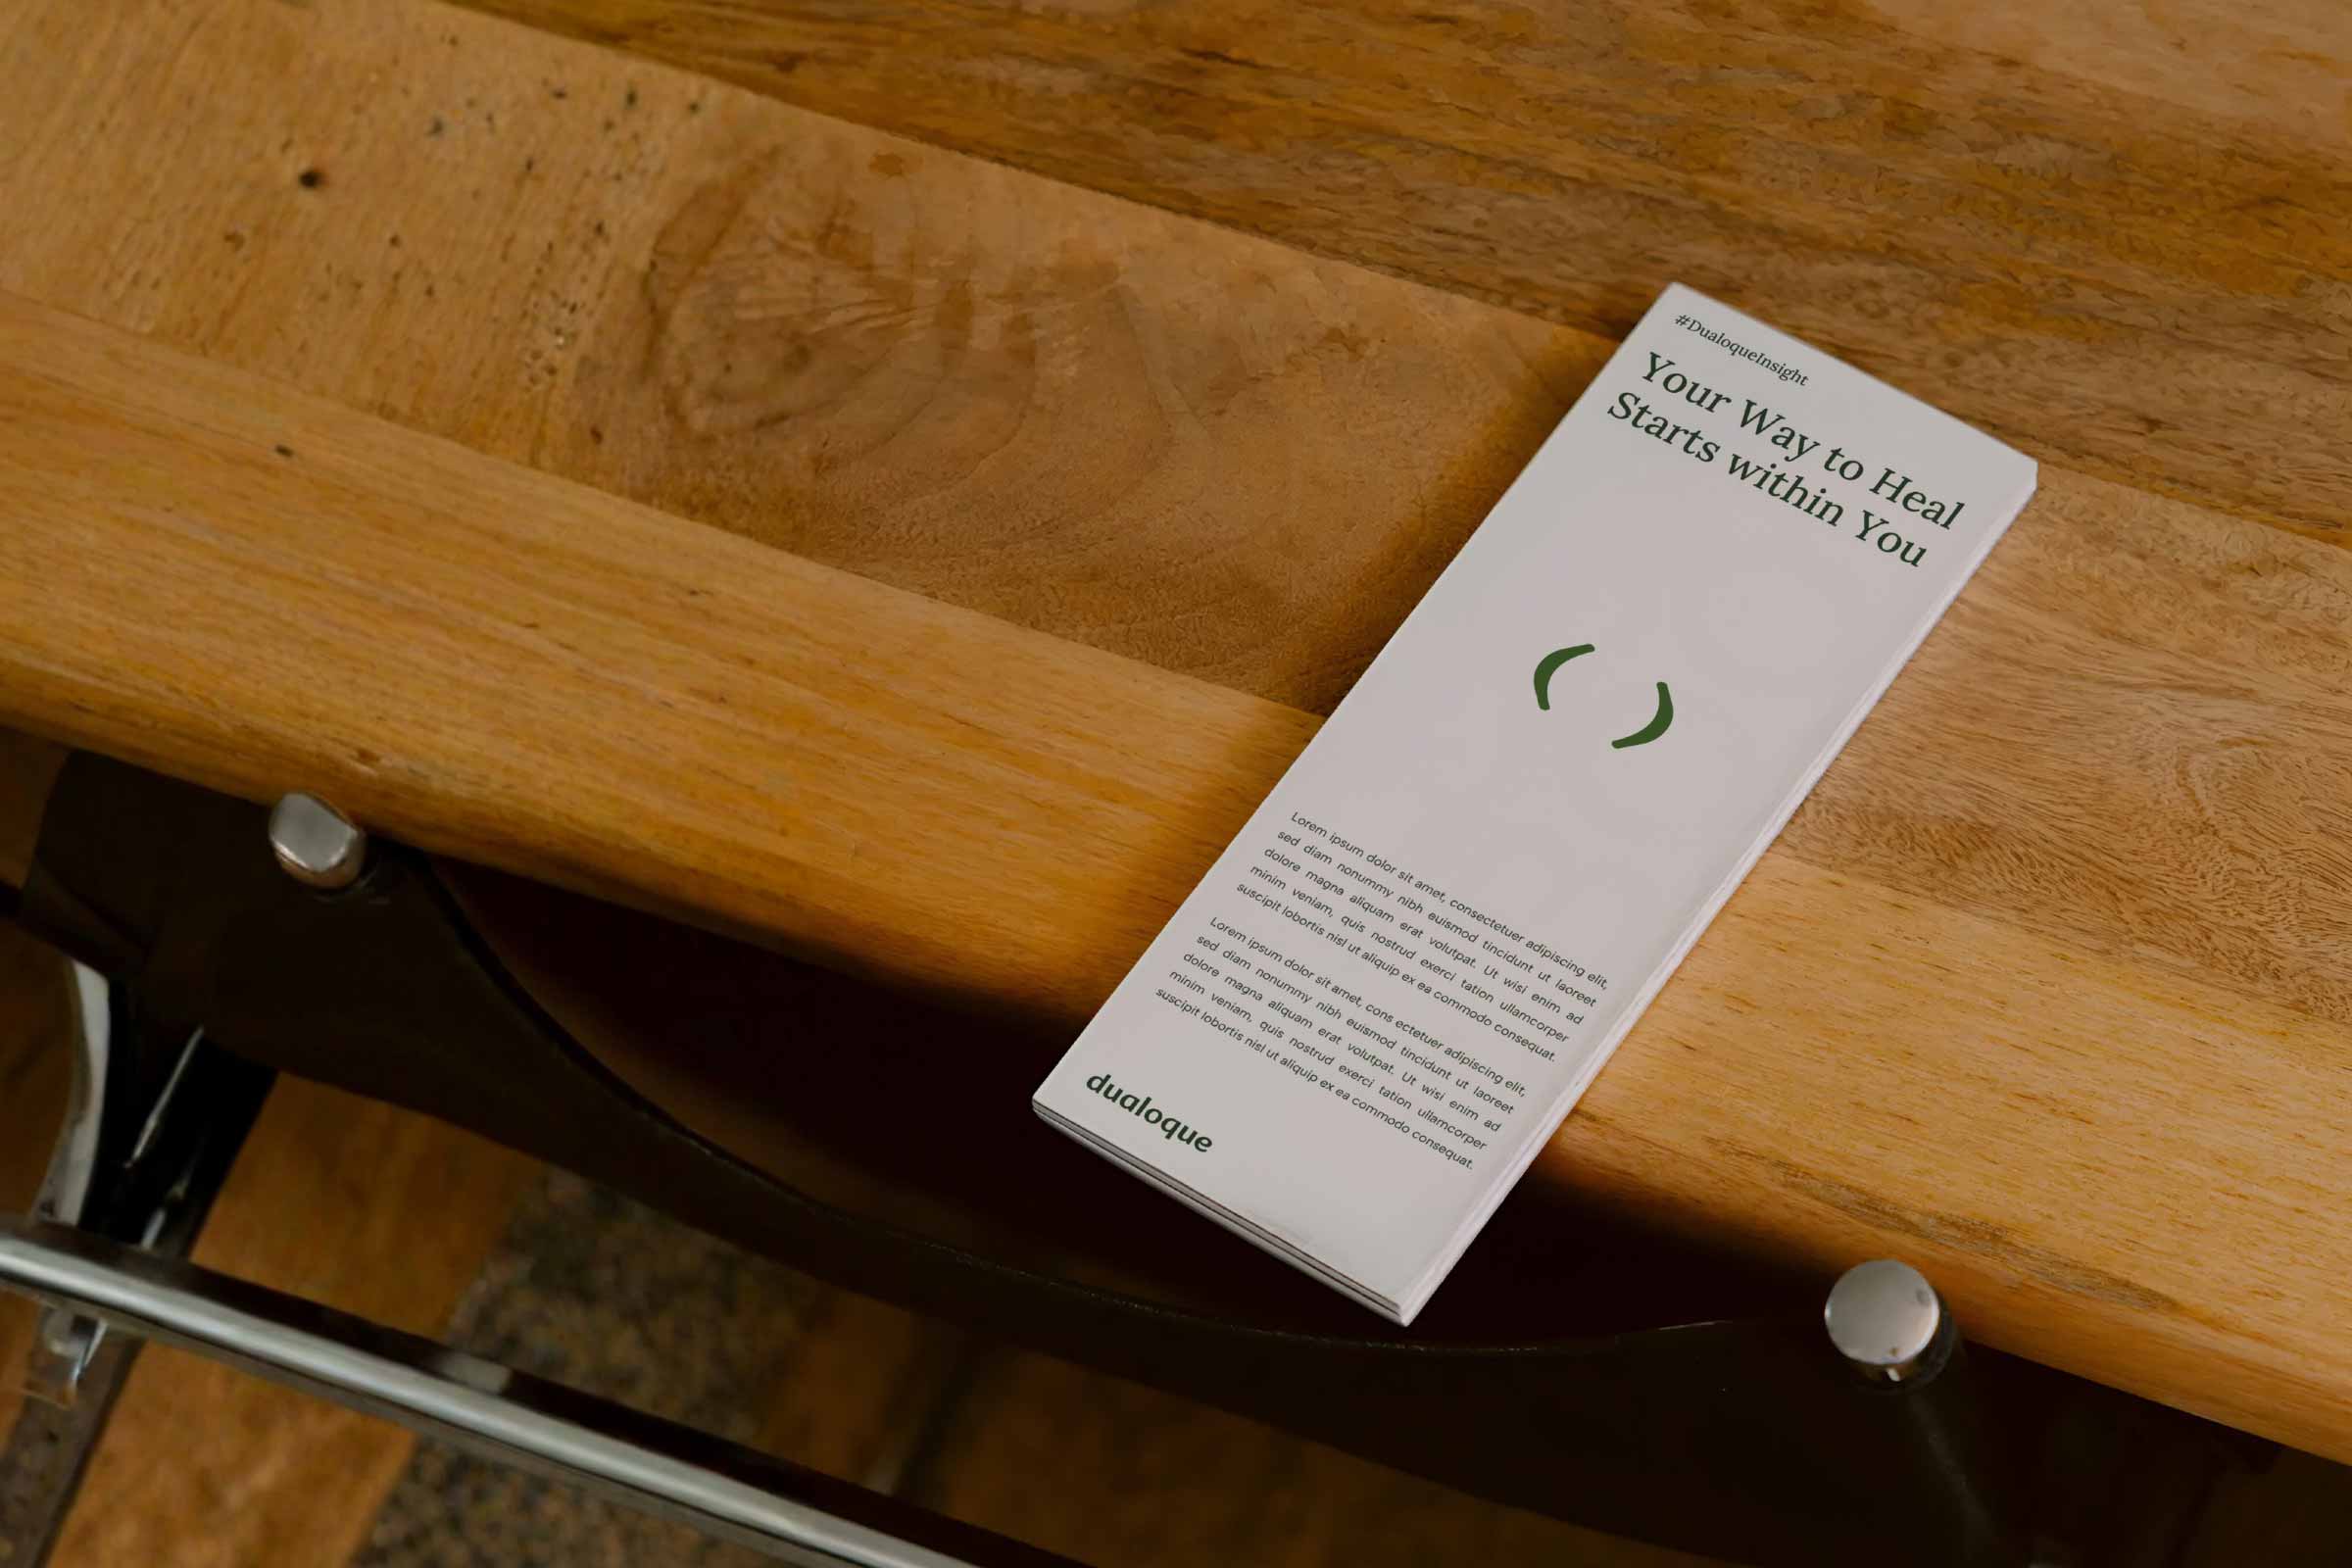 #DualoqueInsight
Your Way to Heal
Starts within You
( )
Lorem ipsum dolor sit amet, consectetuer adipiscing elit,
sed diam nonummy nibh euismod tincidunt ut laoreet
dolore magna aliquam erat volutpat. Ut wisi enim ad
minim veniam, quis nostrud exerci tation ullamcorper
suscipit lobortis nisl ut aliquip ex ea commodo consequat.
Lorem ipsum dolor sit amet, cons ectetuer adipiscing elit,
sed diam nonummy nibh euismod tincidunt ut laoreet
dolore magna aliquam erat volutpat. Ut wisi enim ad
minim veniam, quis nostrud exerci tation ullamcorper
suscipit lobortis nisl ut aliquip ex ea commodo consequat.
dualoque